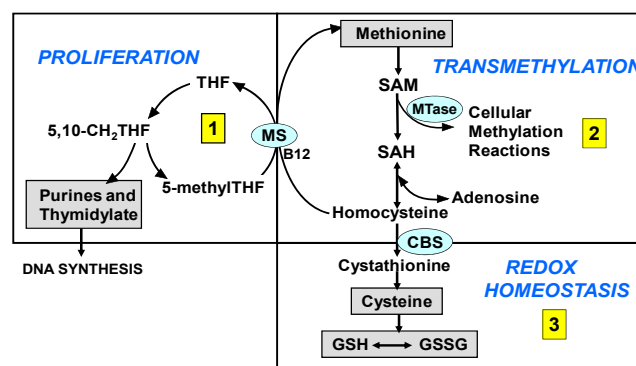 PROLIFERATION
THF
1
5,10-CH₂THF
5-methylTHF
Purines and
Thymidylate
DNA SYNTHESIS
MS
B12
Methionine
TRANSMETHYLATION
SAM
MTase
Cellular
Methylation
Reactions
2
SAH
Adenosine
Homocysteine
CBS
Cystathionine
REDOX
HOMEOSTASIS
Cysteine
3
GSH
GSSG